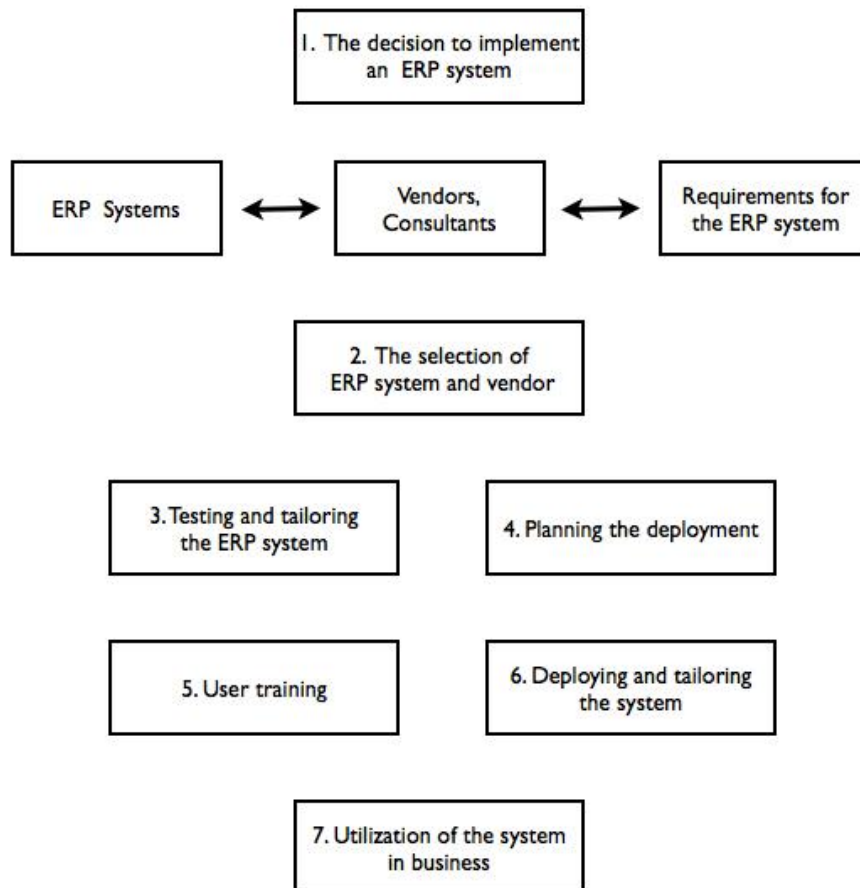 1. The decision to implement
an ERP system
ERP Systems
Vendors,
Consultants
Requirements for
the ERP system
2. The selection of
ERP system and vendor
3. Testing and tailoring
the ERP system
4. Planning the deployment
5. User training
6. Deploying and tailoring
the system
7. Utilization of the system
in business